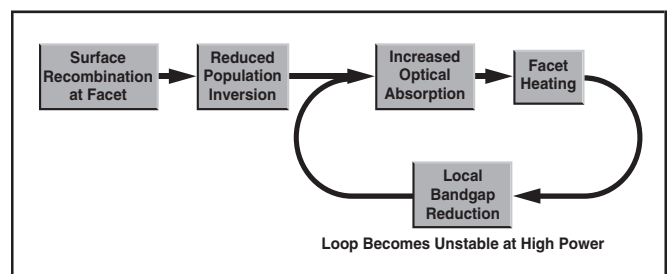 Surface
Recombination
at Facet
Reduced
Population
Inversion
Increased
Optical
Absorption
Facet
Heating
Local
Bandgap
Reduction
Loop Becomes Unstable at High Power